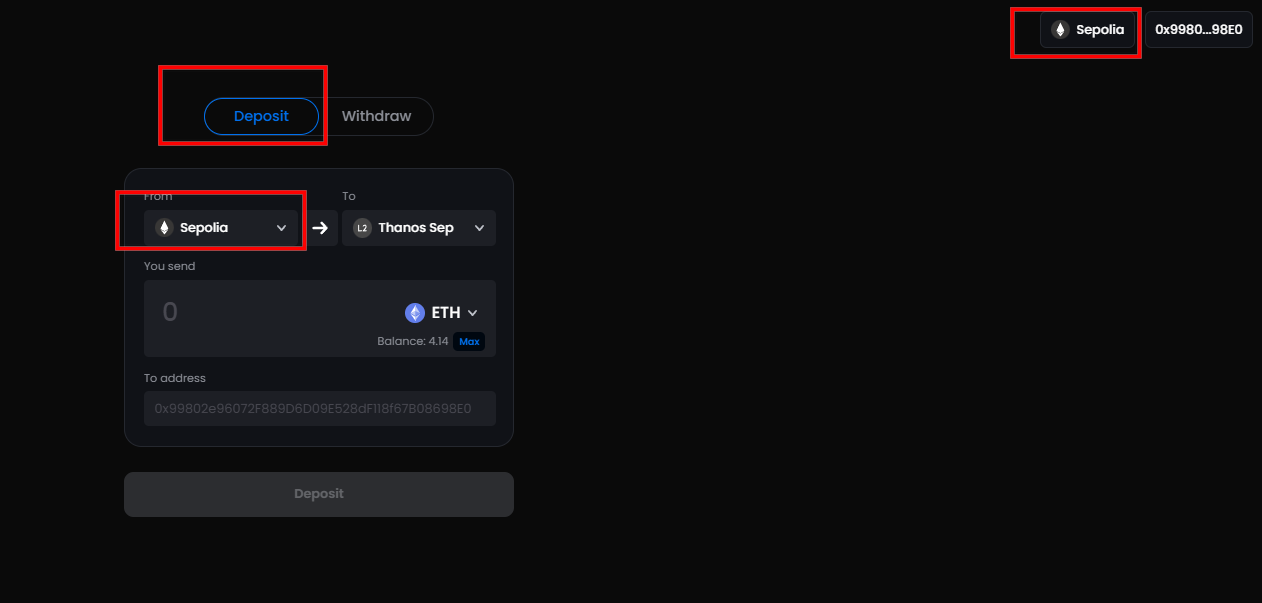 Sepolia 0x9980...98E0
Deposit Withdraw
From To
Sepolia L2 Thanos Sep
You send
0 ETH
Balance: 4.14 Max
To address
0x99802e96072F889D6D09E528dF118f67B08698E0
Deposit